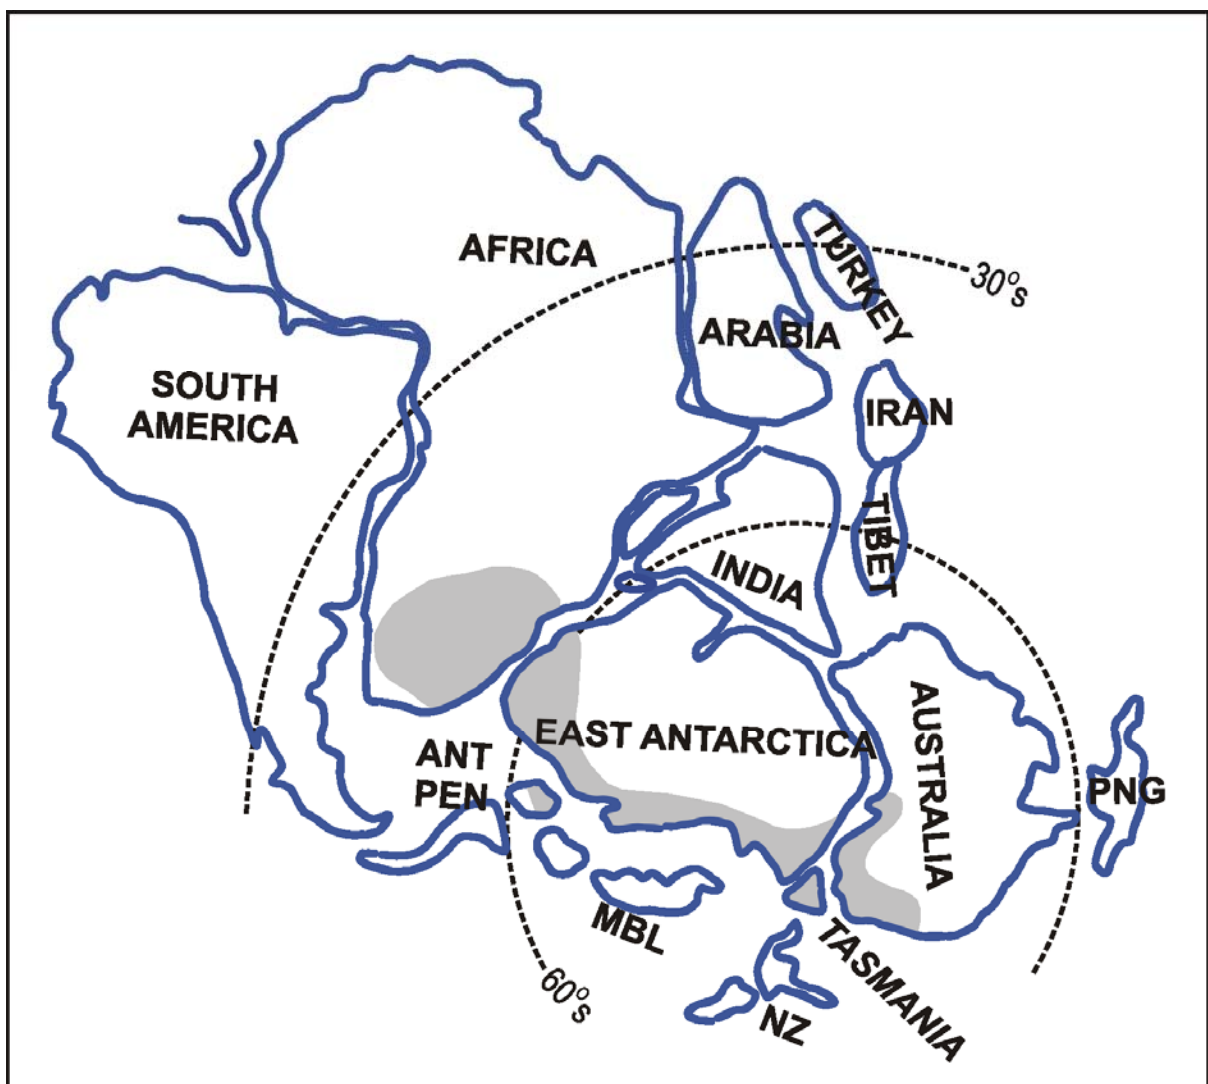 TURKEY
AFRICA
30°s
ARABIA
SOUTH
AMERICA
IRAN
TIBET
INDIA
EAST ANTARCTICA
AUSTRALIA
ANT
PEN
PNG
MBL
TASMANIA
60°s
NZ